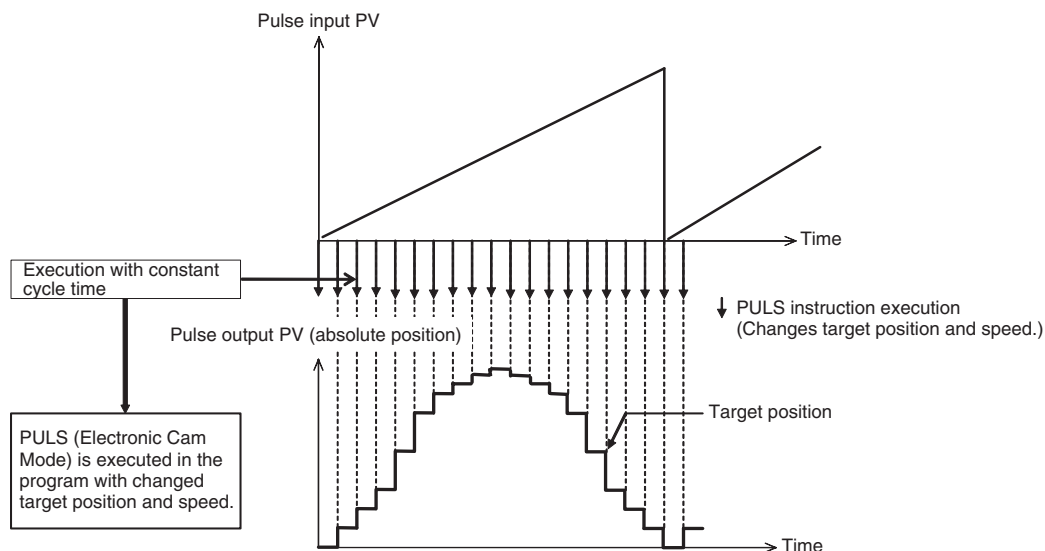 Pulse input PV
Time
Execution with constant
cycle time
PULS instruction execution
(Changes target position and speed.)
Pulse output PV (absolute position)
Target position
PULS (Electronic Cam
Mode) is executed in the
program with changed
target position and speed.
Time